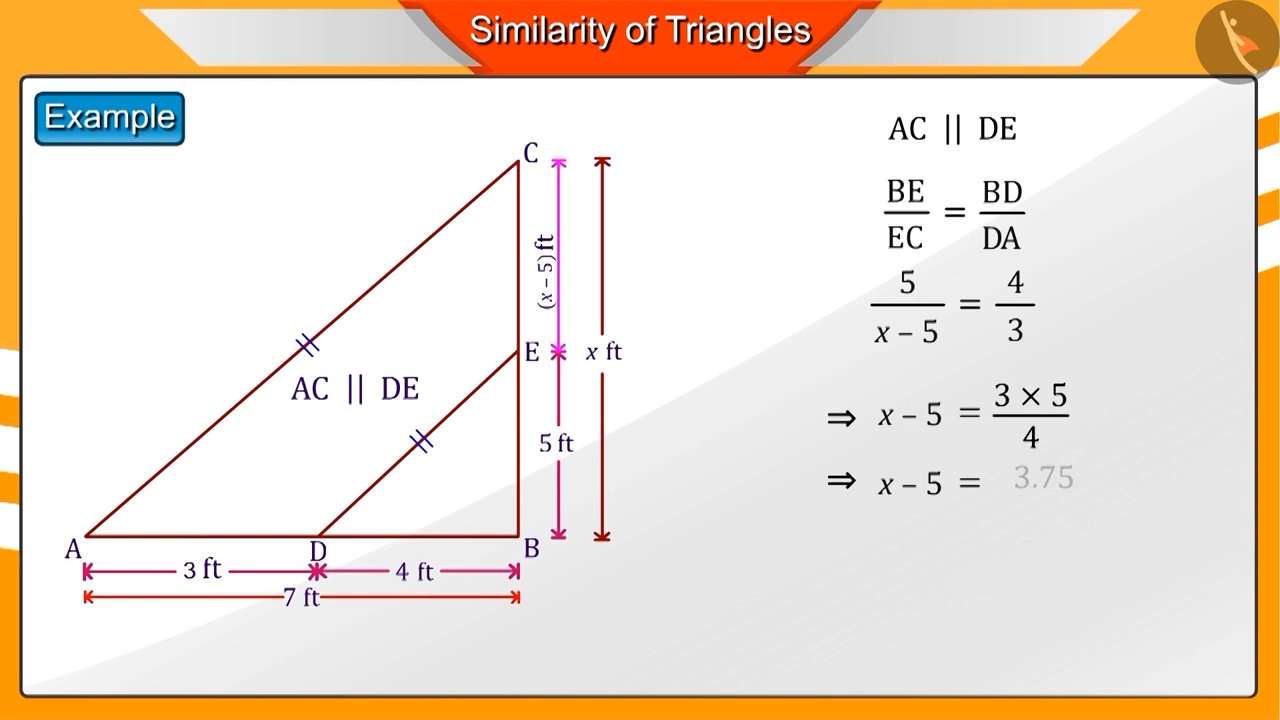 Similarity of Triangles
Example
C
(x – 5) ft
E
x ft
AC || DE
5 ft
A
D
B
3 ft
4 ft
7 ft
AC || DE
BE/EC = BD/DA
5/(x – 5) = 4/3
⇒ x – 5 = (3 × 5)/4
⇒ x – 5 = 3.75